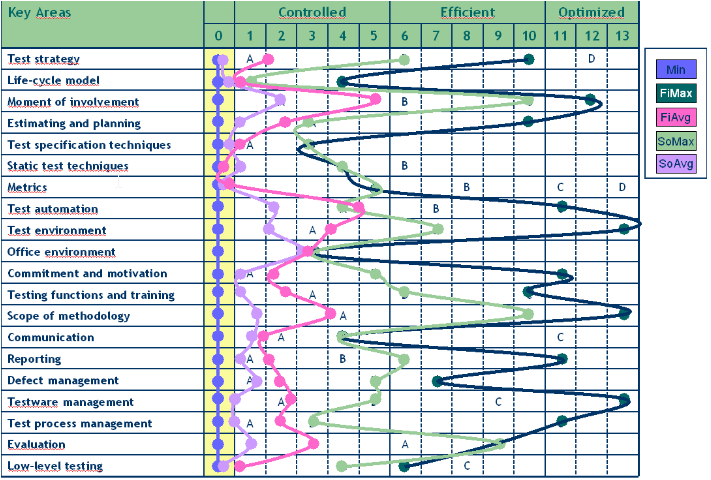 Key Areas Controlled Efficient Optimized
0 1 2 3 4 5 6 7 8 9 10 11 12 13
Test strategy A D
Life-cycle model
Moment of involvement B
Estimating and planning A
Test specification techniques A
Static test techniques B
Metrics B C D
Test automation B
Test environment A
Office environment
Commitment and motivation A
Testing functions and training A
Scope of methodology A
Communication A C
Reporting A B
Defect management A
Testware management A C
Test process management A
Evaluation A
Low-level testing C
Min
FiMax
FiAvg
SoMax
SoAvg